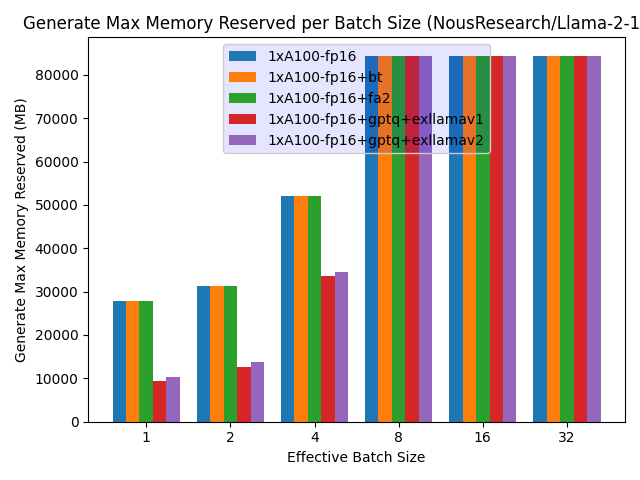 Generate Max Memory Reserved per Batch Size (NousResearch/Llama-2-1
1xA100-fp16
1xA100-fp16+bt
1xA100-fp16+fa2
1xA100-fp16+gptq+exllamav1
1xA100-fp16+gptq+exllamav2
Generate Max Memory Reserved (MB)
80000
70000
60000
50000
40000
30000
20000
10000
0
1 2 4 8 16 32
Effective Batch Size